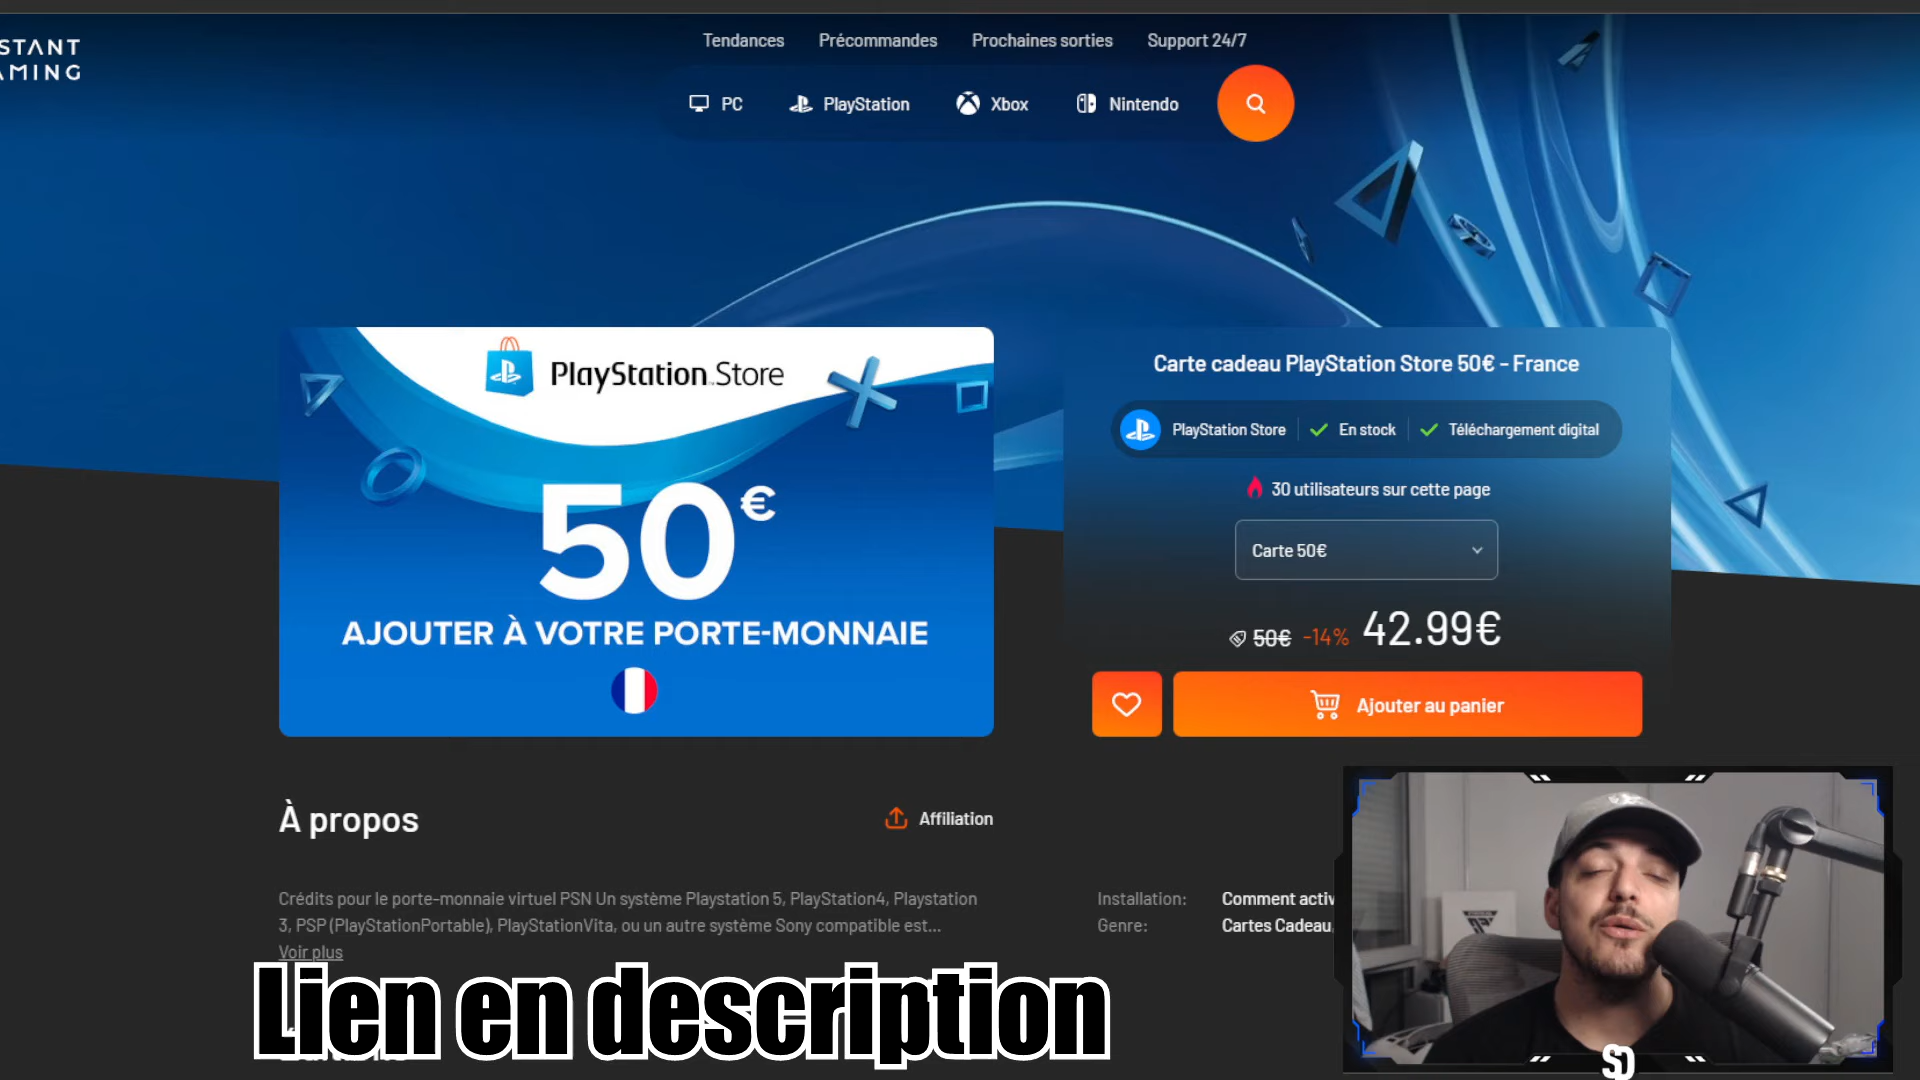 STANT
AMING
Tendances
Précommandes
Prochaines sorties
Support 24/7
PC
PlayStation
Xbox
Nintendo
PlayStation Store
50€
AJOUTER À VOTRE PORTE-MONNAIE
Carte cadeau PlayStation Store 50€ - France
PlayStation Store
En stock
Téléchargement digital
30 utilisateurs sur cette page
Carte 50€
50€ -14% 42.99€
Ajouter au panier
À propos
Affiliation
Crédits pour le porte-monnaie virtuel PSN Un système Playstation 5, PlayStation4, Playstation
3, PSP (PlayStationPortable), PlayStationVita, ou un autre système Sony compatible est...
Voir plus
Installation: Comment activ
Genre: Cartes Cadeau,
Lien en description